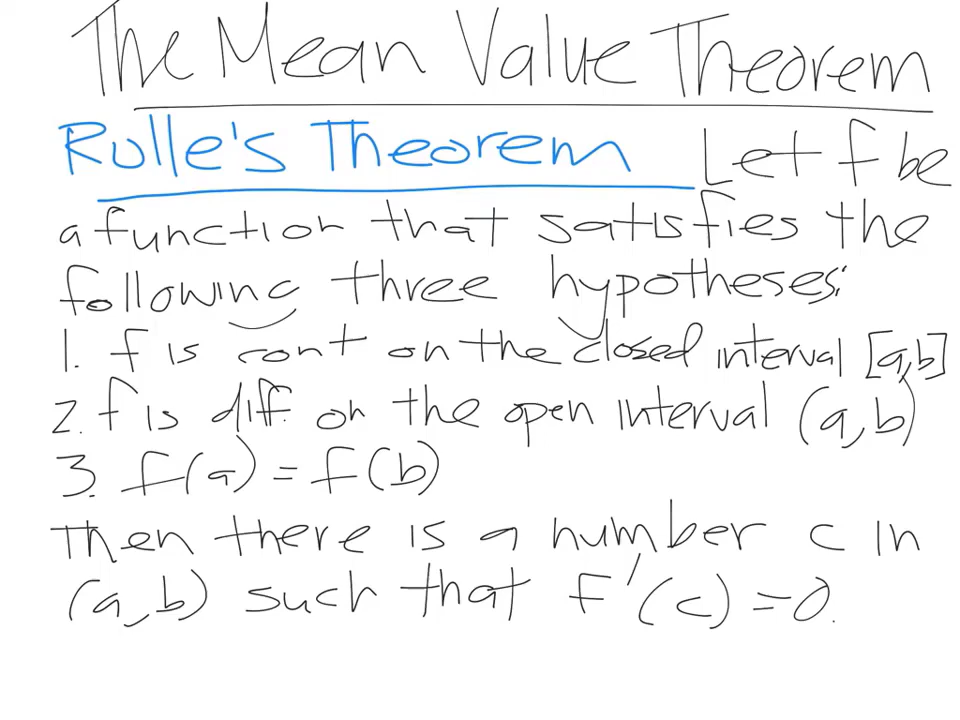 The Mean Value Theorem
Rolle's Theorem Let f be
a function that satisfies the
following three hypotheses:
1. f is cont on the closed interval [a,b]
2. f is diff. on the open interval (a,b)
3. f(a) = f(b)
Then there is a number c in
(a,b) such that f'(c)=0.